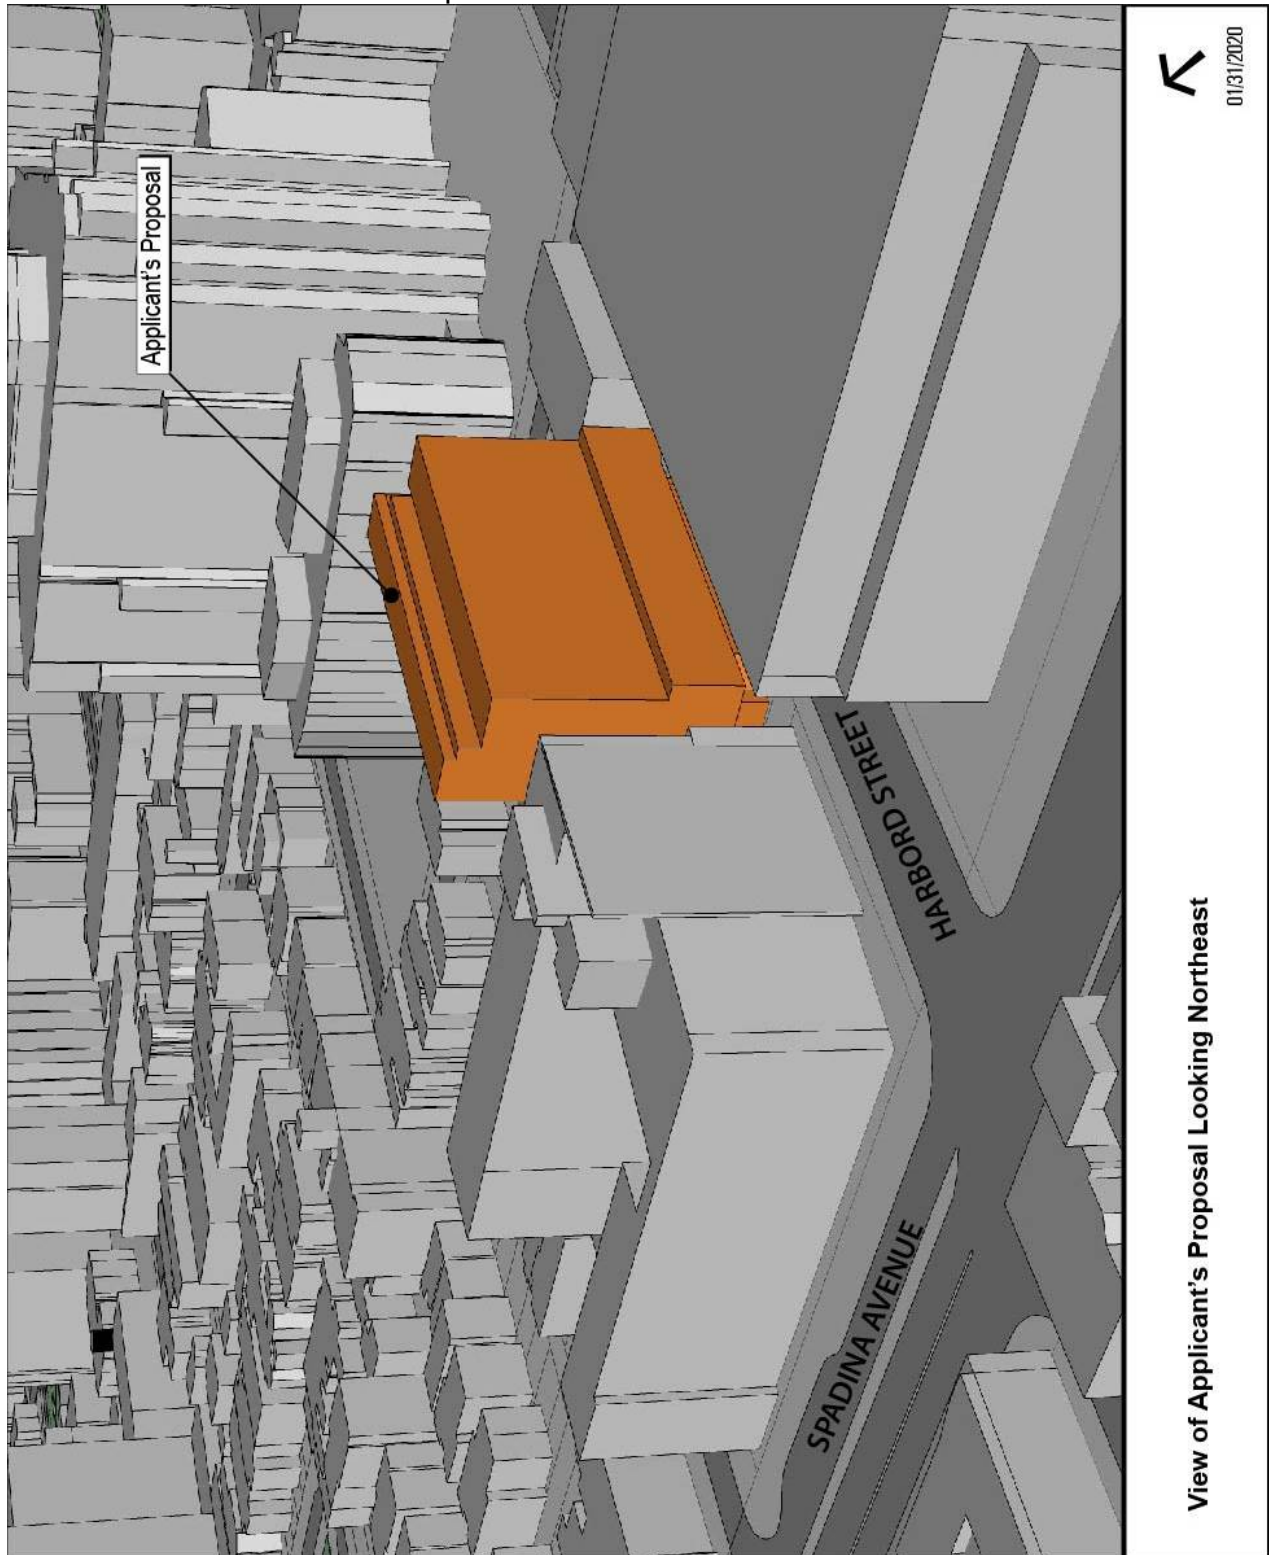 Applicant's Proposal
HARBORD STREET
SPADINA AVENUE
View of Applicant's Proposal Looking Northeast
01/31/2020